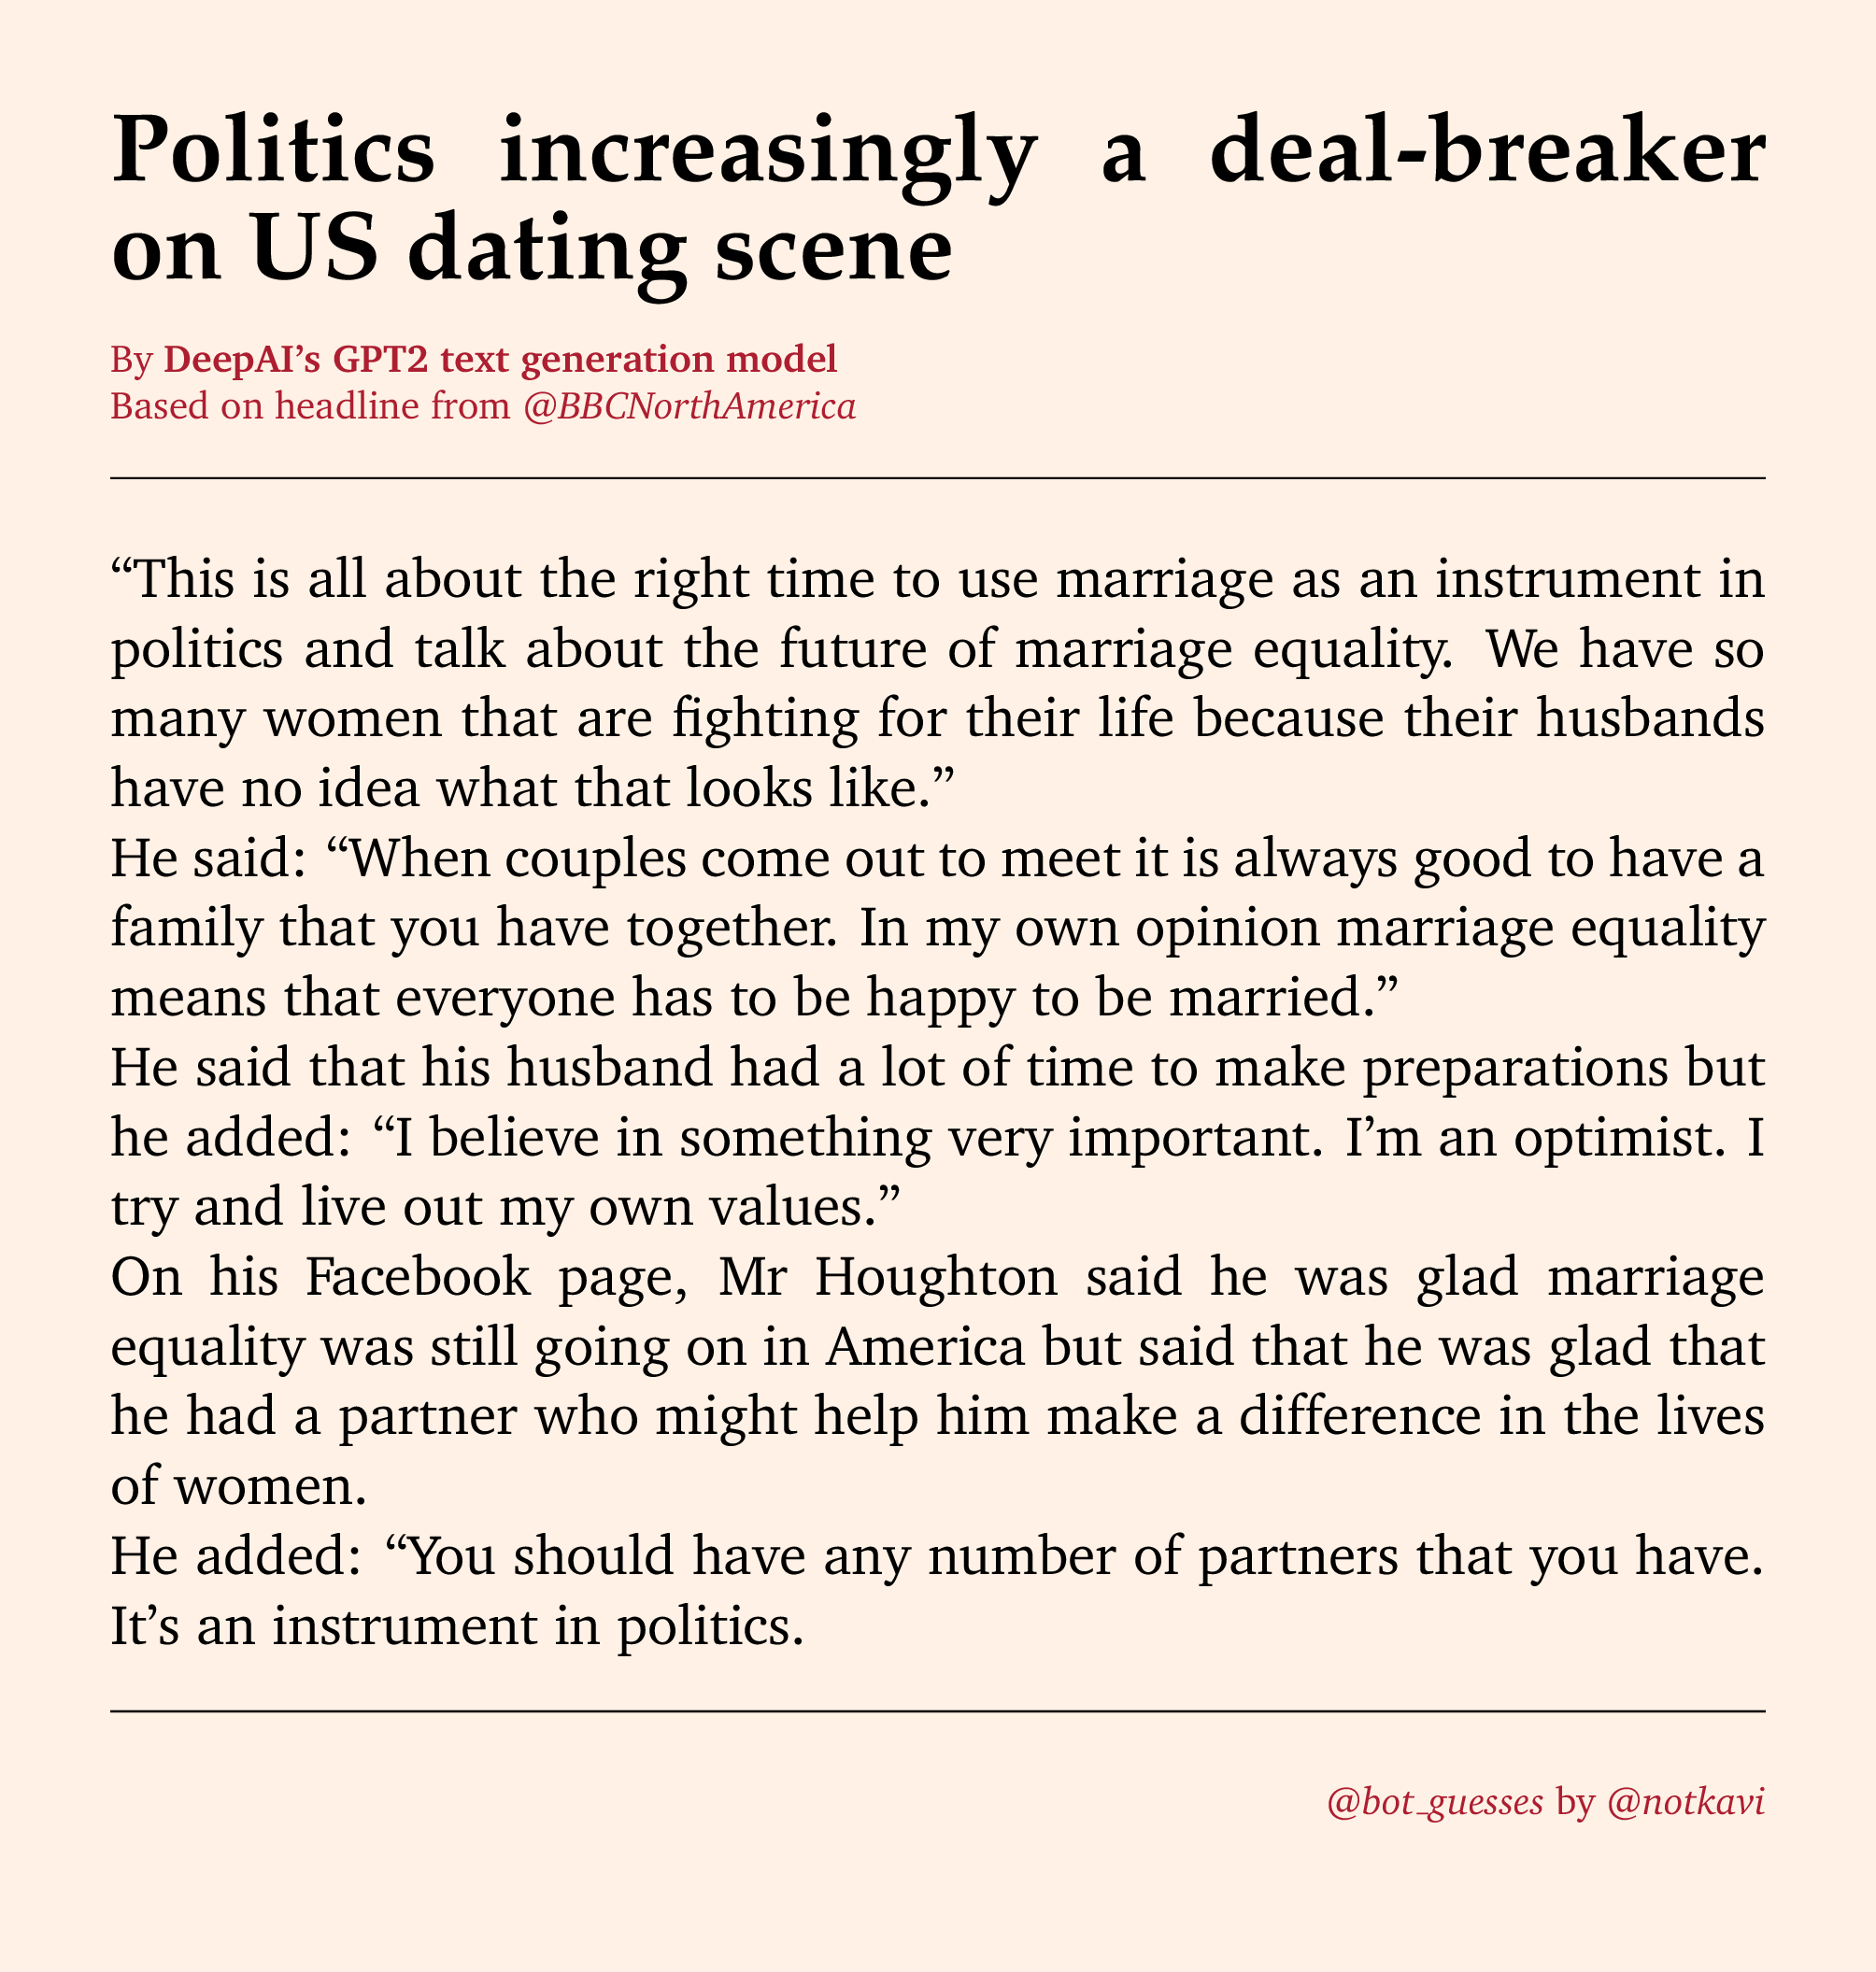 Politics increasingly a deal-breaker
on US dating scene
By DeepAI’s GPT2 text generation model
Based on headline from @BBCNorthAmerica
“This is all about the right time to use marriage as an instrument in
politics and talk about the future of marriage equality. We have so
many women that are fighting for their life because their husbands
have no idea what that looks like.”
He said: “When couples come out to meet it is always good to have a
family that you have together. In my own opinion marriage equality
means that everyone has to be happy to be married.”
He said that his husband had a lot of time to make preparations but
he added: “I believe in something very important. I’m an optimist. I
try and live out my own values.”
On his Facebook page, Mr Houghton said he was glad marriage
equality was still going on in America but said that he was glad that
he had a partner who might help him make a difference in the lives
of women.
He added: “You should have any number of partners that you have.
It’s an instrument in politics.
@bot_guesses by @notkavi